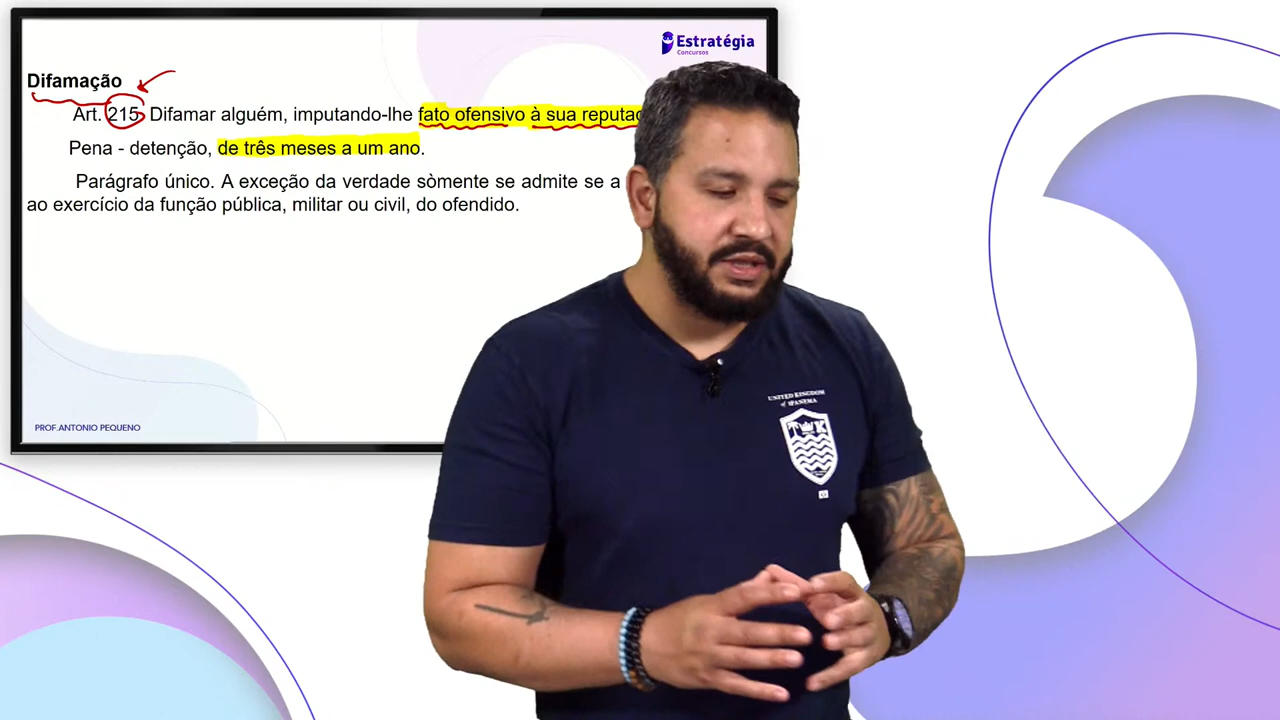 Estratégia
Concursos
Difamação
Art. 215. Difamar alguém, imputando-lhe fato ofensivo à sua
Pena - detenção, de três meses a um ano.
Parágrafo único. A exceção da verdade sòmente se admite se a
ao exercício da função pública, militar ou civil, do ofendido.
PROF.ANTONIO PEQUENO
UNITED KINGDOM
of IPANEMA